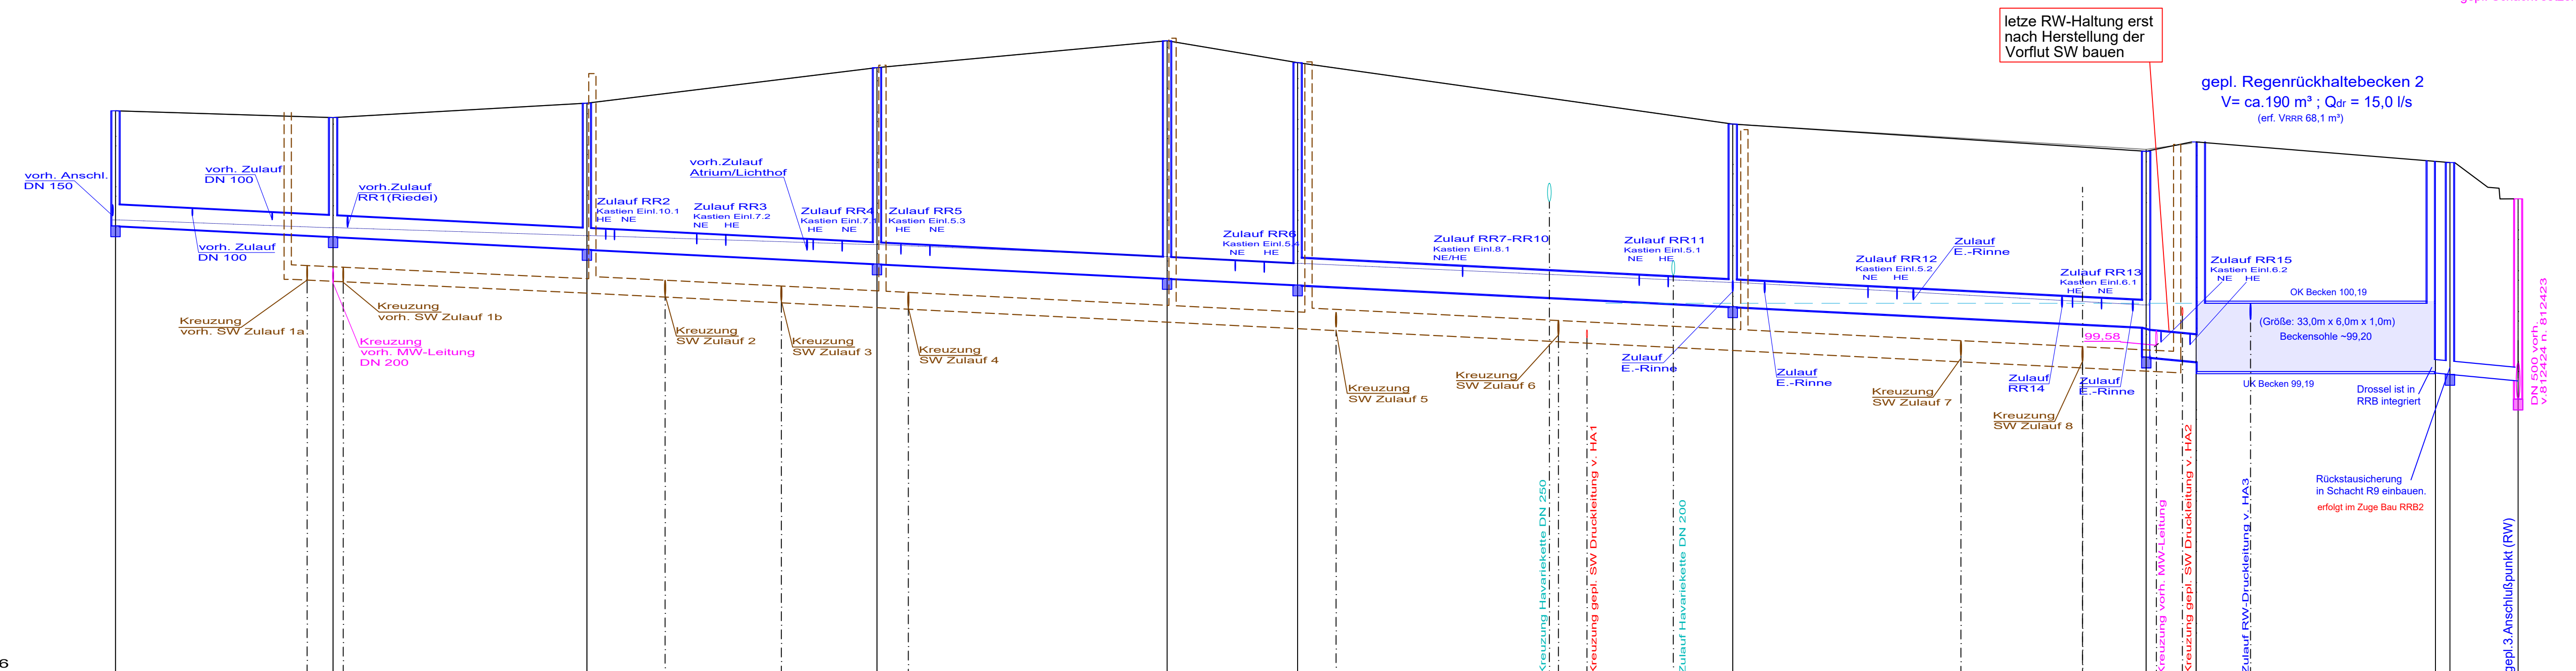 letze RW-Haltung erst
nach Herstellung der
Vorflut SW bauen
gepl. Regenrückhaltebecken 2
V= ca.190 m³ ; Qdr = 15,0 l/s
(erf. VRRR 68,1 m³)
vorh. Anschl.
DN 150
vorh. Zulauf
DN 100
vorh. Zulauf
DN 100
vorh.Zulauf
RR1(Riedel)
Zulauf RR2
Kastien Einl.10.1
HE NE
Zulauf RR3
Kastien Einl.7.2
NE HE
vorh.Zulauf
Atrium/Lichthof
Zulauf RR4
Kastien Einl.7.1
HE NE
Zulauf RR5
Kastien Einl.5.3
HE NE
Zulauf RR6
Kastien Einl.5.4
NE HE
Zulauf RR7-RR10
Kastien Einl.8.1
NE/HE
Zulauf RR11
Kastien Einl.5.1
NE HE
Zulauf RR12
Kastien Einl.5.2
NE HE
Zulauf
E.-Rinne
Zulauf RR13
Kastien Einl.6.1
HE NE
Zulauf RR15
Kastien Einl.6.2
NE HE
OK Becken 100,19
(Größe: 33,0m x 6,0m x 1,0m)
Beckensohle ~99,20
UK Becken 99,19
99,58
Kreuzung
vorh. SW Zulauf 1a
Kreuzung
vorh. SW Zulauf 1b
Kreuzung
vorh. MW-Leitung
DN 200
Kreuzung
SW Zulauf 2
Kreuzung
SW Zulauf 3
Kreuzung
SW Zulauf 4
Kreuzung
SW Zulauf 5
Kreuzung
SW Zulauf 6
Zulauf
E.-Rinne
Zulauf
E.-Rinne
Kreuzung
SW Zulauf 7
Zulauf
RR14
Zulauf
E.-Rinne
Kreuzung
SW Zulauf 8
Drossel ist in
RRB integriert
Rückstausicherung
in Schacht R9 einbauen.
erfolgt im Zuge Bau RRB2
Kreuzung Havariekette DN 250
Kreuzung gepl. SW Druckleitung v. HA1
Zulauf Havariekette DN 200
Kreuzung vorh. MW-Leitung
Kreuzung gepl. SW Druckleitung v. HA2
Zulauf RW-Druckleitung v. HA3
gepl.3.Anschlußpunkt (RW)
DN 500 vorh.
v.812424 n. 812423
6